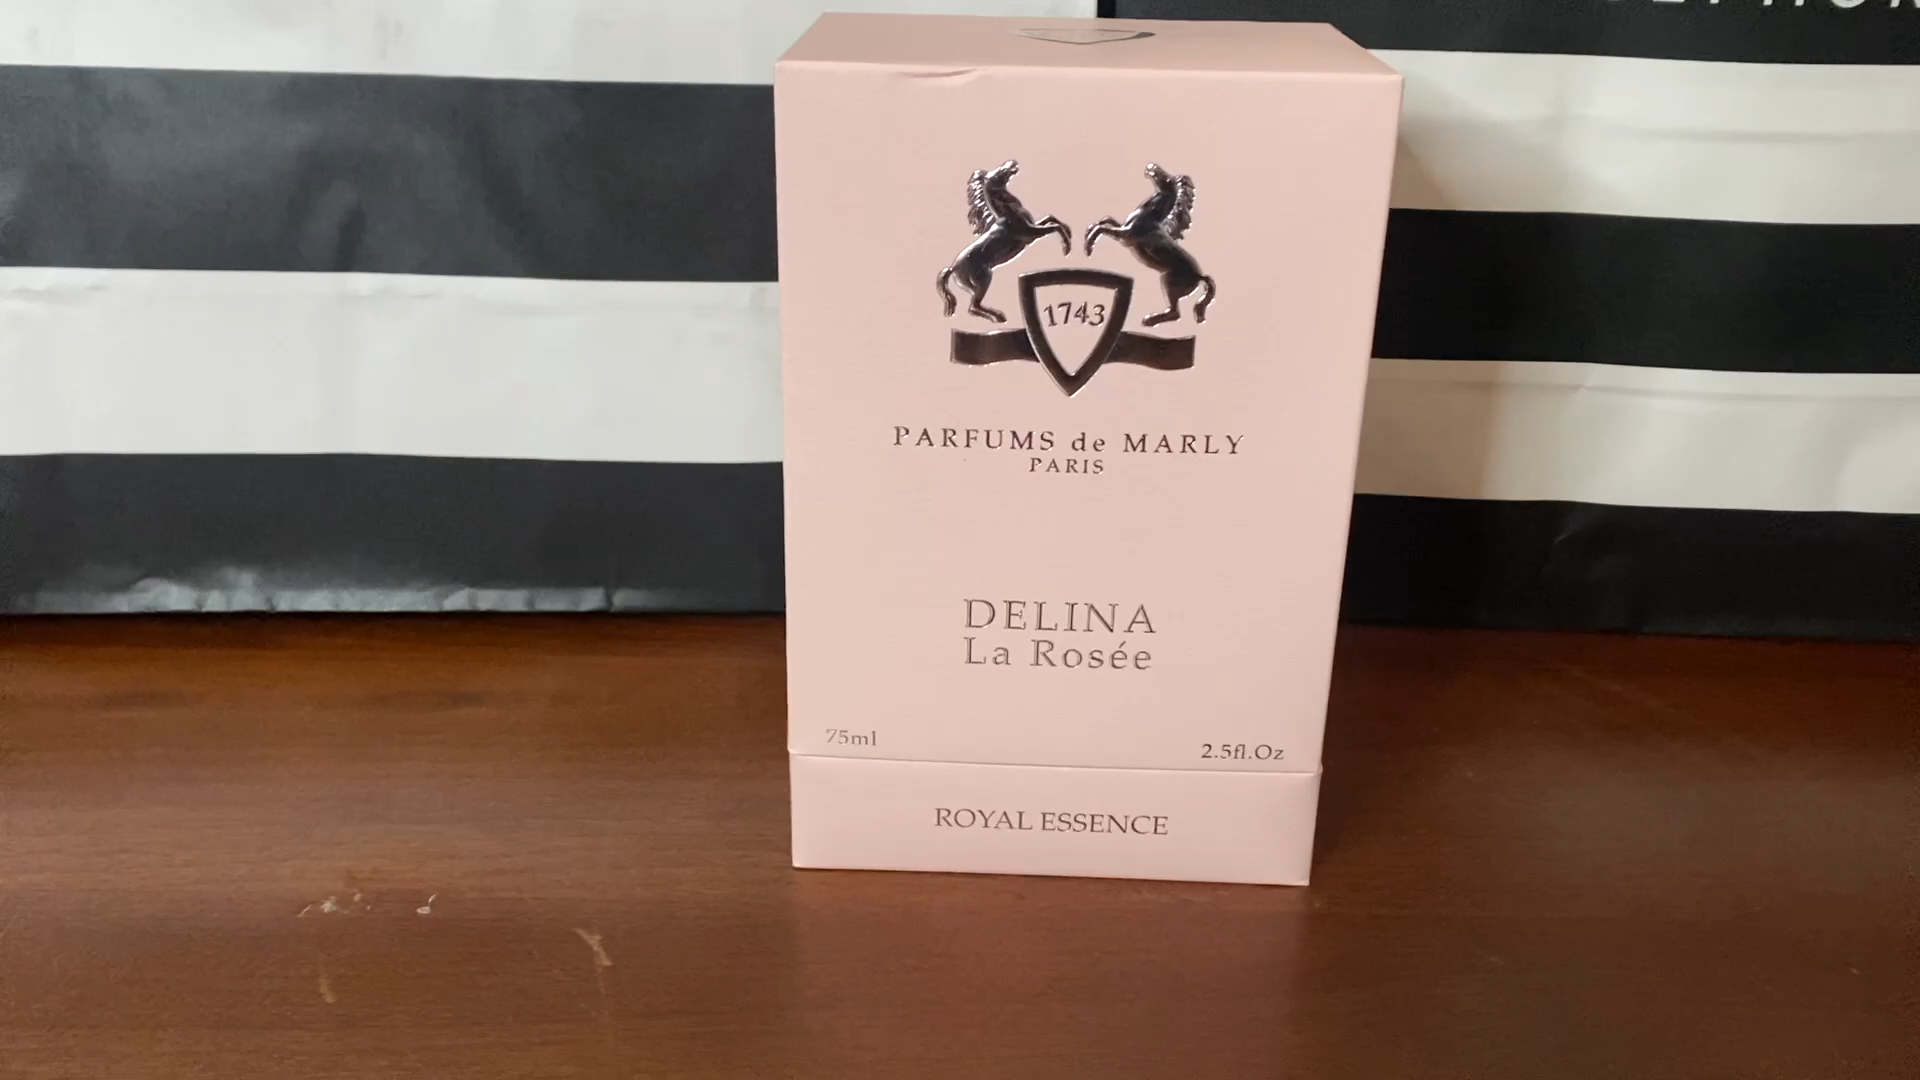 1743
PARFUMS de MARLY
PARIS
DELINA
La Rosée
75ml
2.5fl.Oz
ROYAL ESSENCE